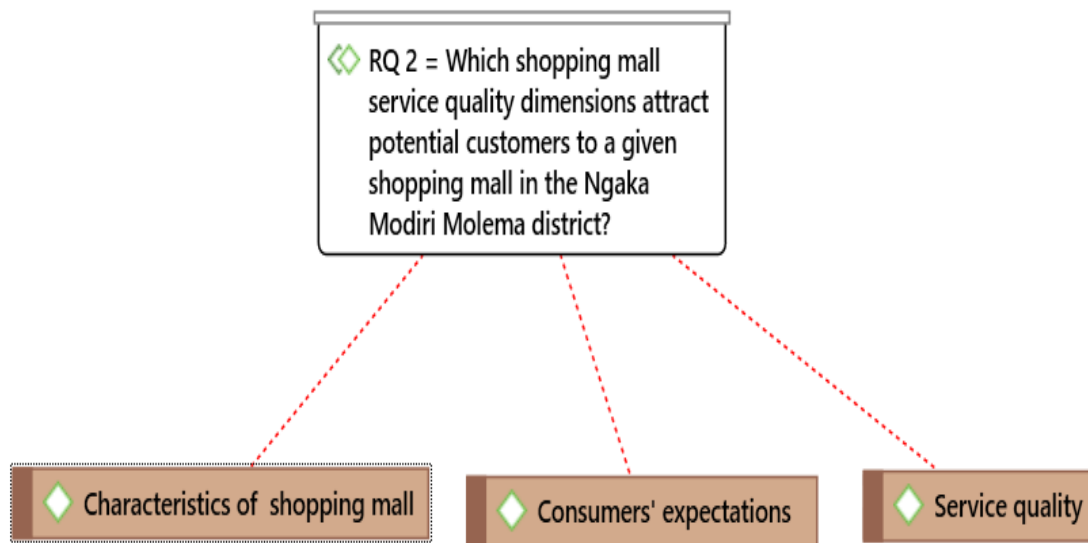 RQ 2 = Which shopping mall
service quality dimensions attract
potential customers to a given
shopping mall in the Ngaka
Modiri Molema district?
Characteristics of  shopping mall
Consumers' expectations
Service quality